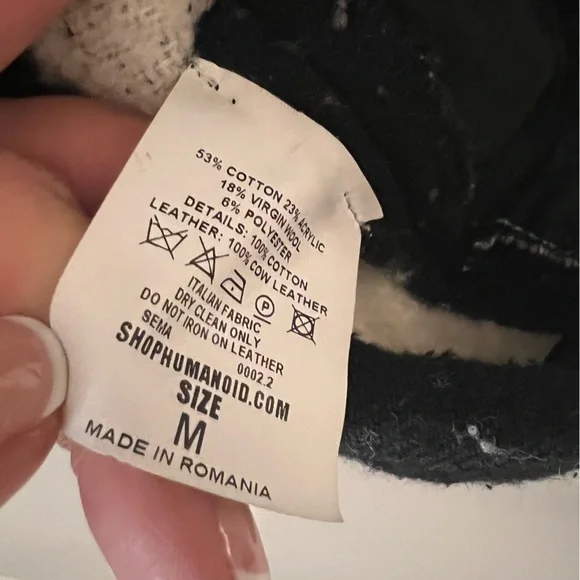 53% COTTON 23% ACRYLIC
18% VIRGIN WOOL
6% POLYESTER
DETAILS: 100% COTTON
LEATHER: 100% COW LEATHER
P
ITALIAN FABRIC
DRY CLEAN ONLY
DO NOT IRON ON LEATHER
SEMA 0002.2
SHOPHUMANOID.COM
SIZE
M
MADE IN ROMANIA